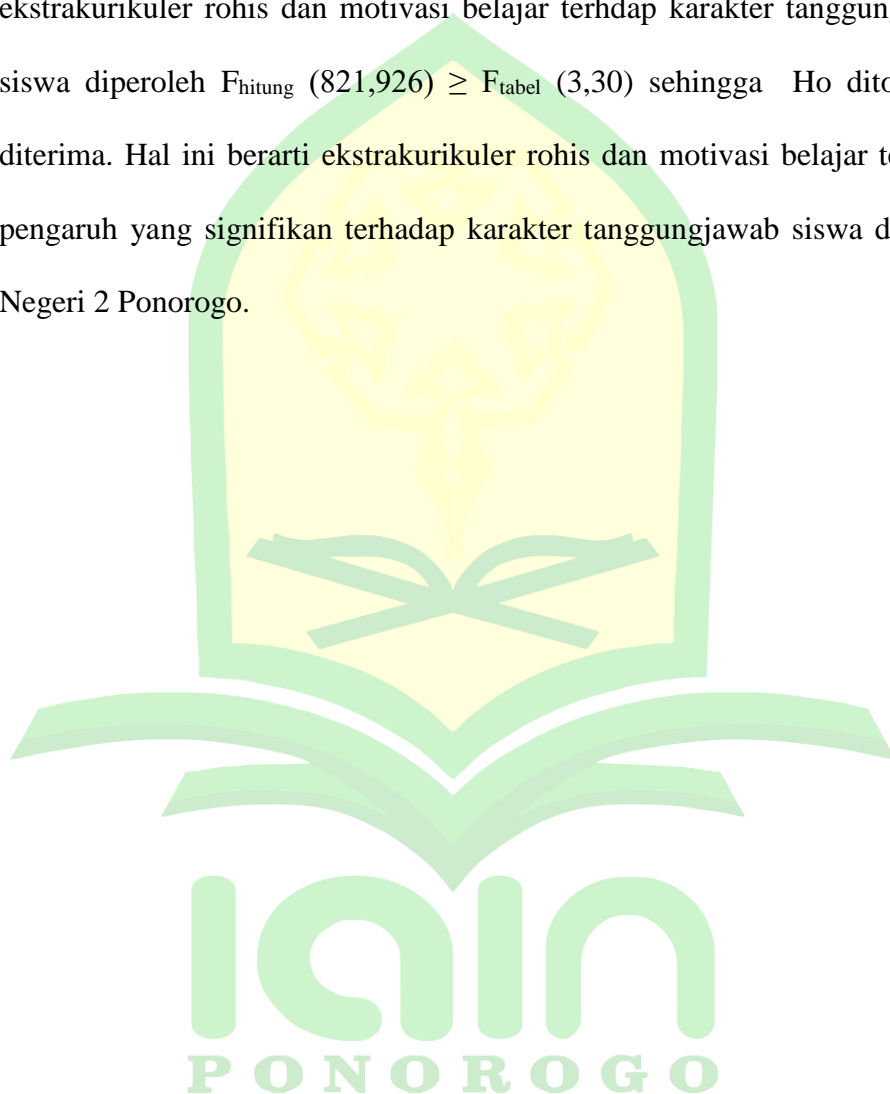 ekstrakurikuler rohis dan motivasi belajar terhdap karakter tanggung
siswa diperoleh Fhitung (821,926) ≥ Ftabel (3,30) sehingga Ho dito
diterima. Hal ini berarti ekstrakurikuler rohis dan motivasi belajar te
pengaruh yang signifikan terhadap karakter tanggungjawab siswa d
Negeri 2 Ponorogo.
iain
PONOROGO